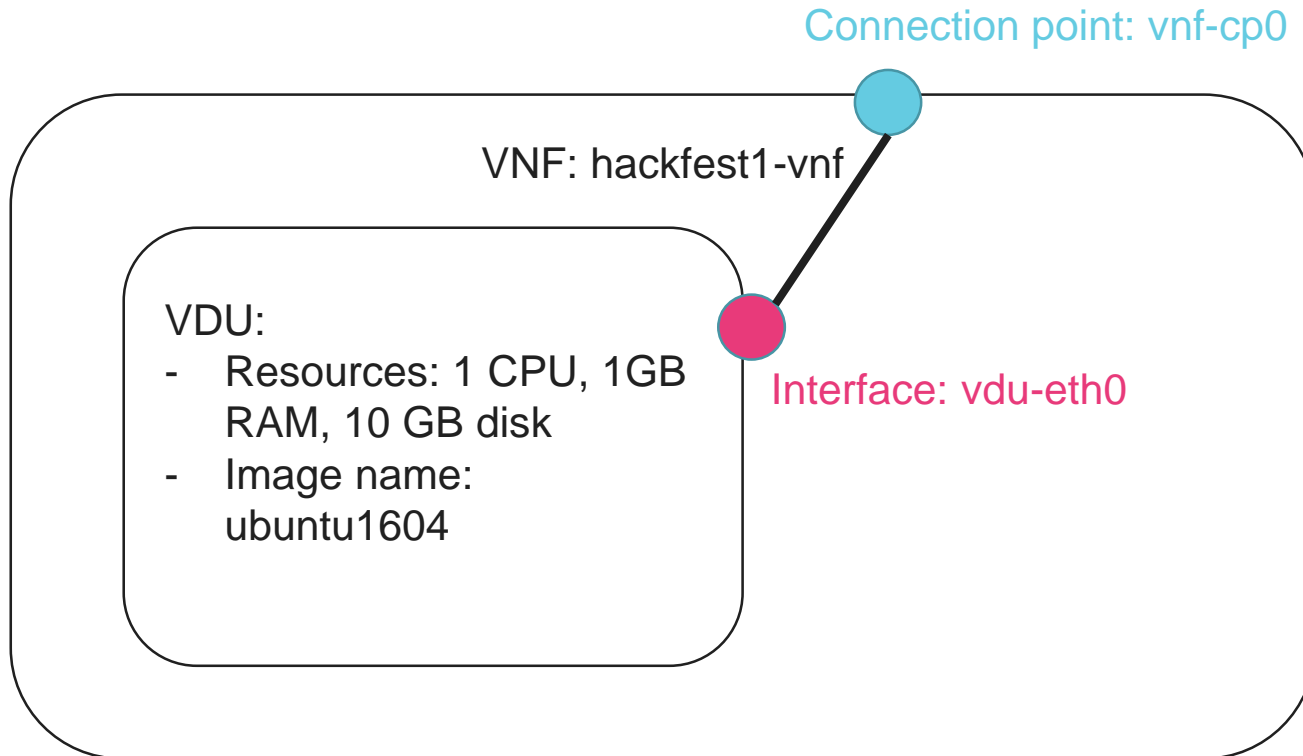 Connection point: vnf-cp0
VNF: hackfest1-vnf
VDU:
- Resources: 1 CPU, 1GB
RAM, 10 GB disk
- Image name:
ubuntu1604
Interface: vdu-eth0